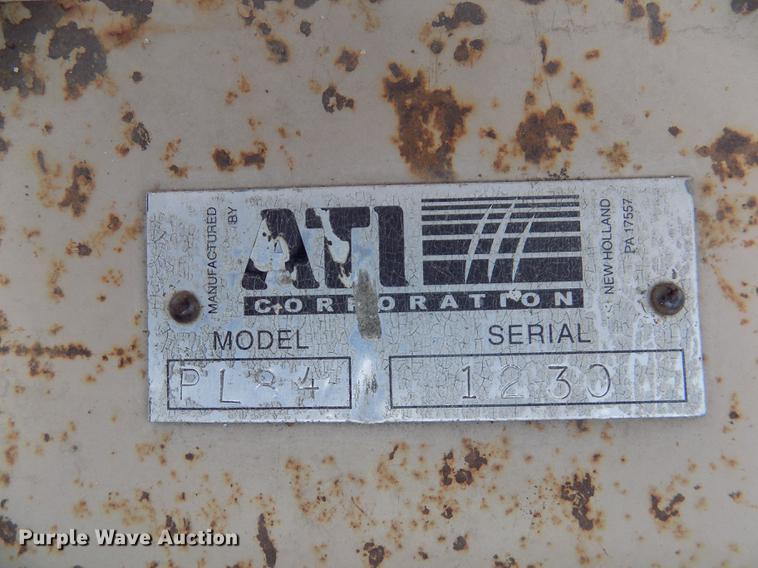 MANUFACTURED
BY
ATI
CORPORATION
NEW HOLLAND
PA 17557
MODEL
SERIAL
PL84
1230
Purple Wave Auction